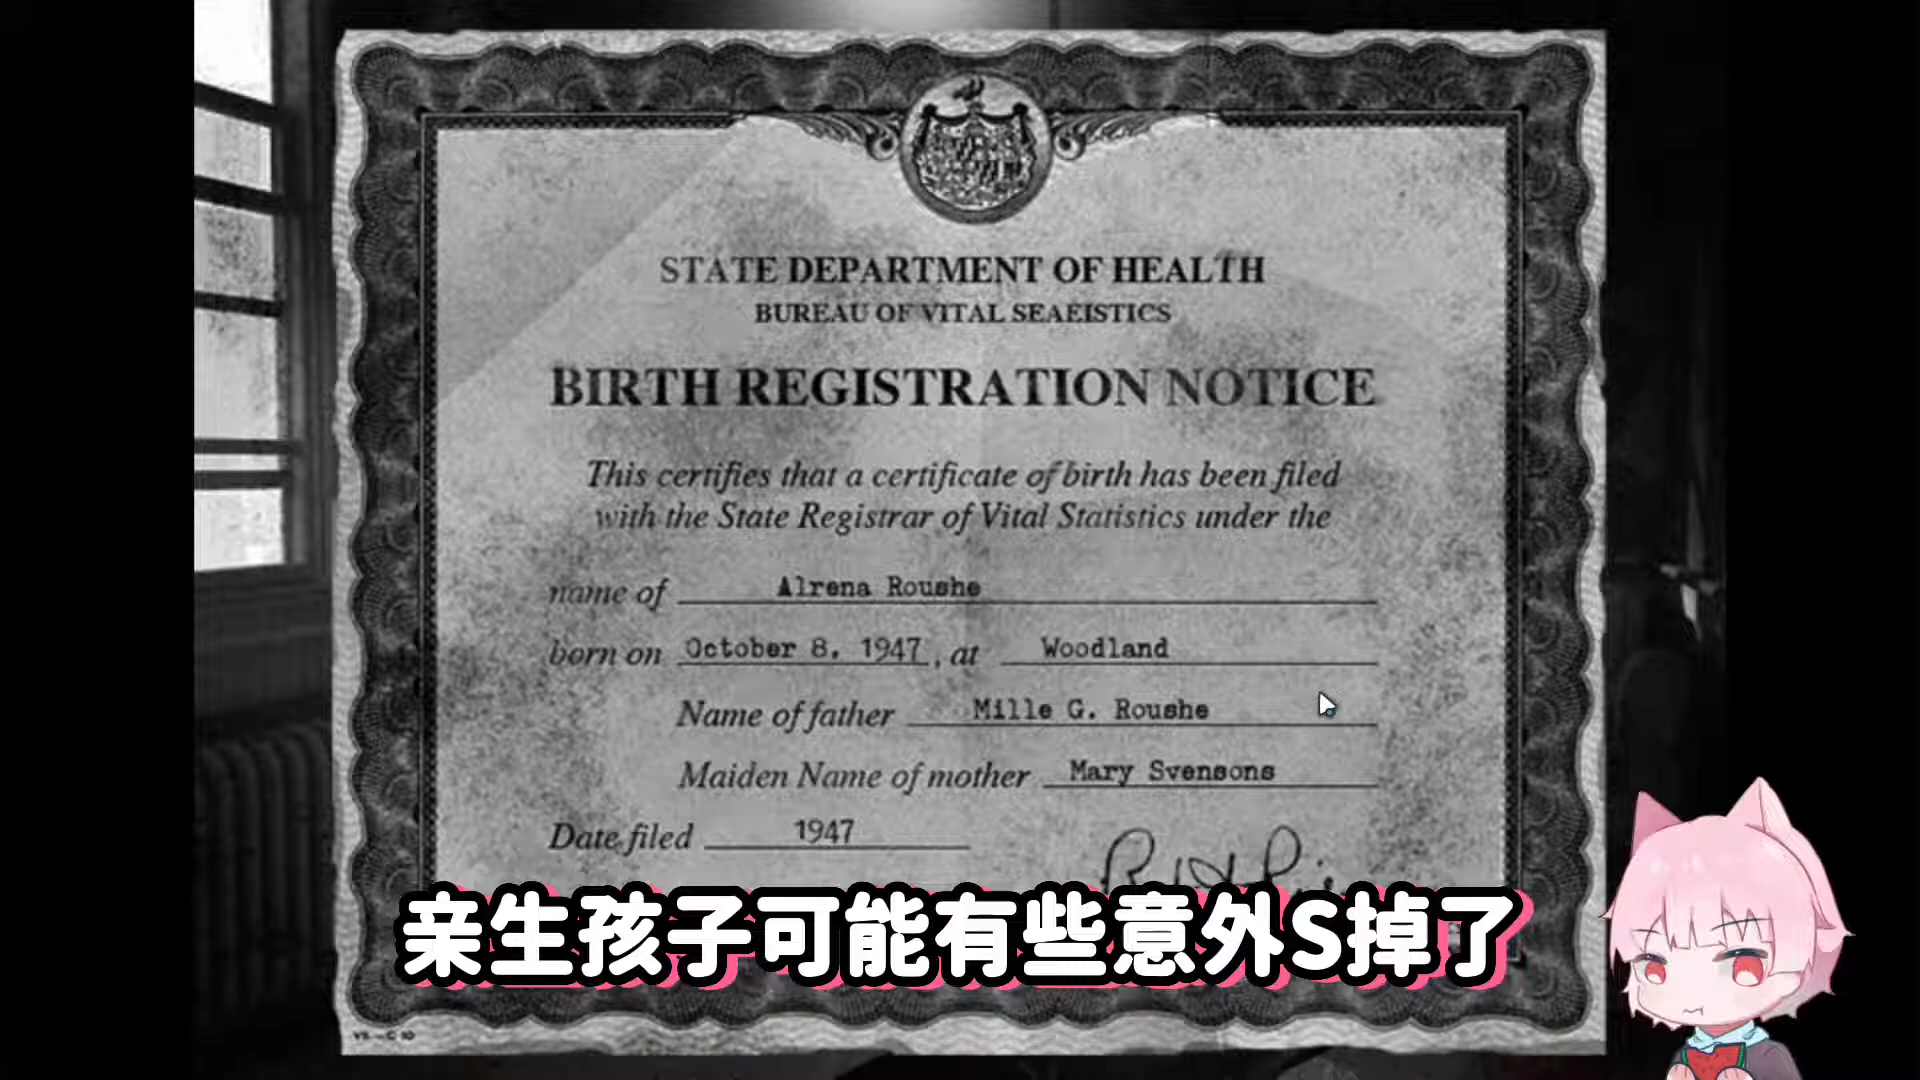 STATE DEPARTMENT OF HEALTH
BUREAU OF VITAL SEAEISTICS
BIRTH REGISTRATION NOTICE
This certifies that a certificate of birth has been filed
with the State Registrar of Vital Statistics under the
name of Alrena Roushe
born on October 8, 1947, at Woodland
Name of father Mille G. Roushe
Maiden Name of mother Mary Svensons
Date filed 1947
亲生孩子可能有些意外S掉了